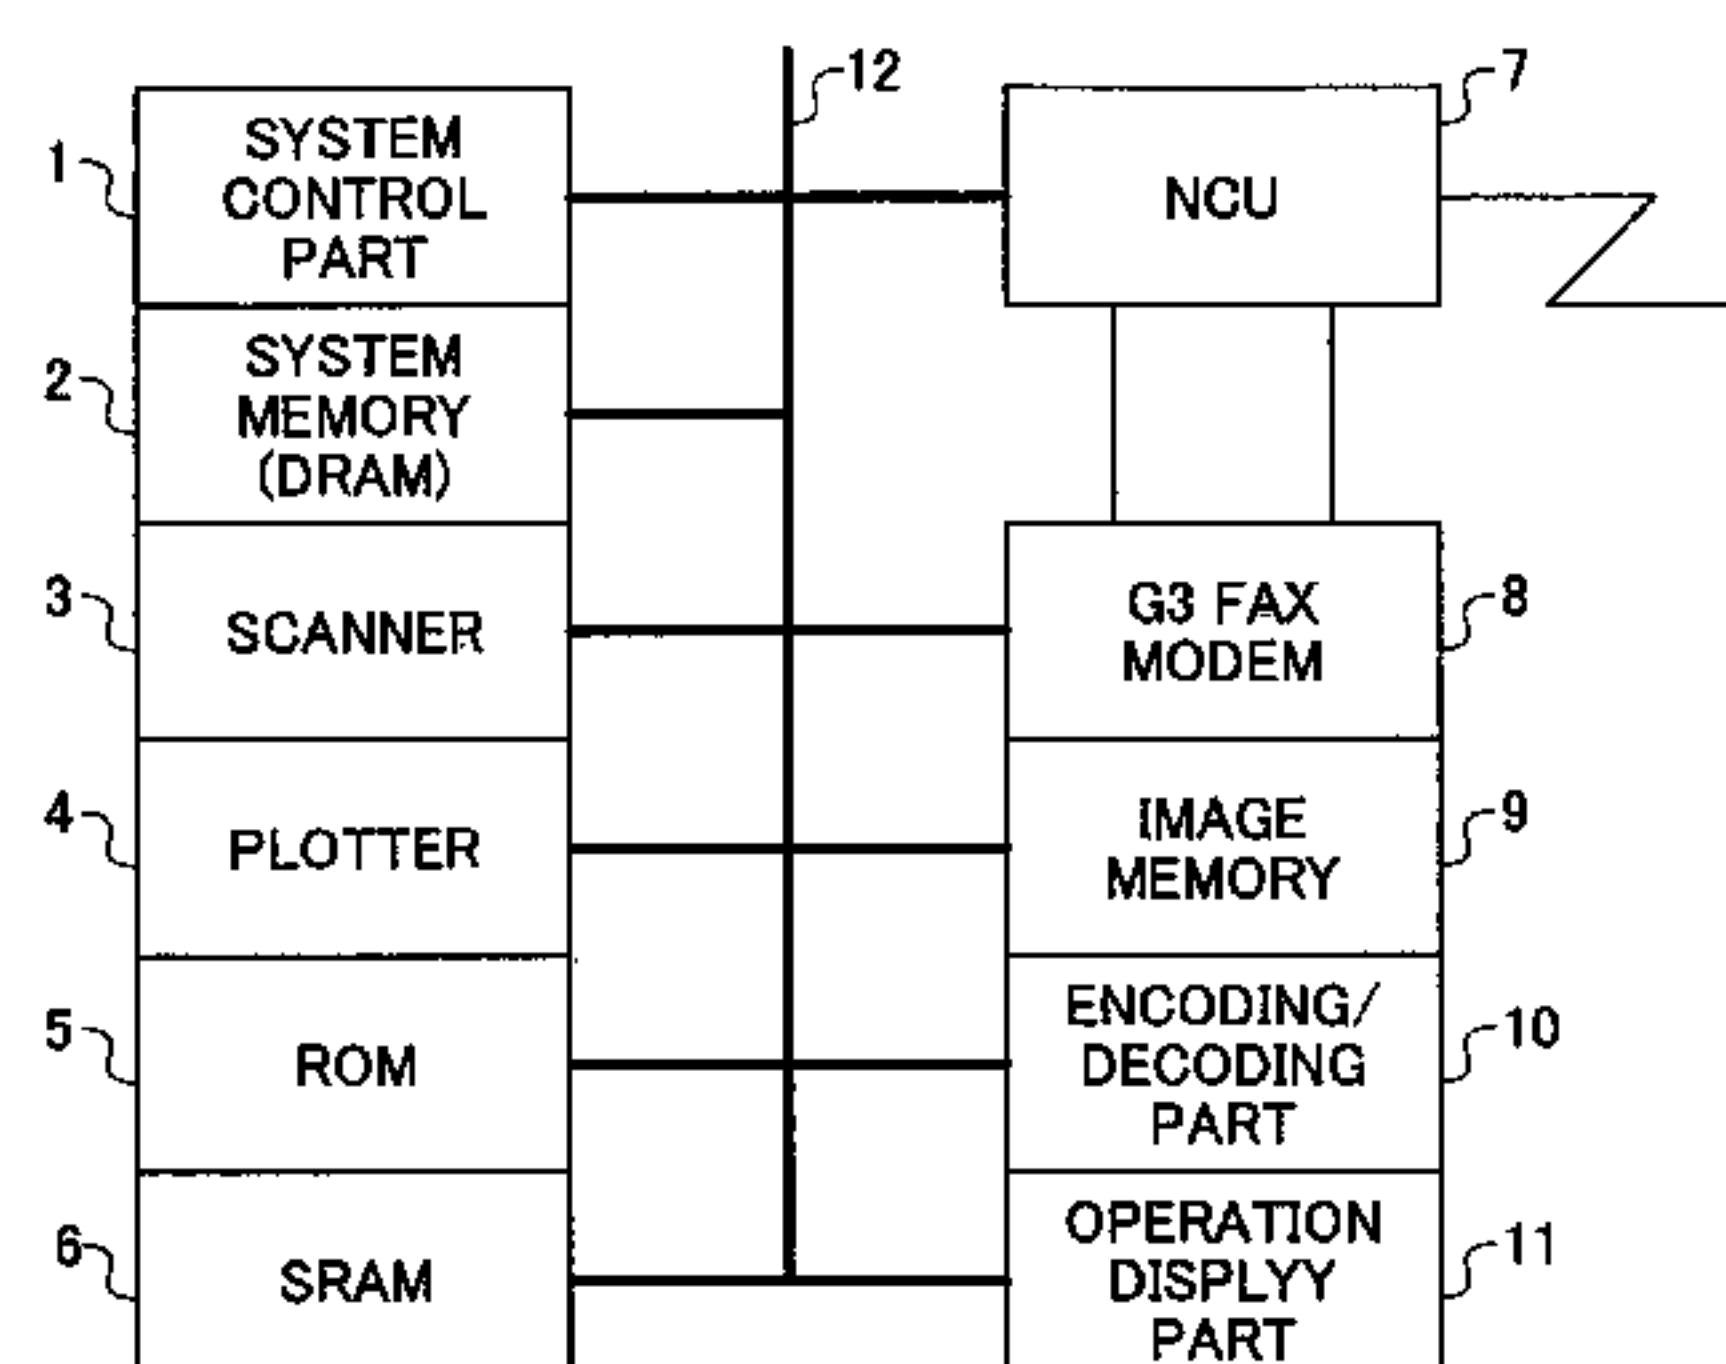 12
7
1
SYSTEM
CONTROL
PART
NCU
2
SYSTEM
MEMORY
(DRAM)
3
SCANNER
G3 FAX
MODEM
8
4
PLOTTER
IMAGE
MEMORY
9
5
ROM
ENCODING/
DECODING
PART
10
6
SRAM
OPERATION
DISPLYY
PART
11